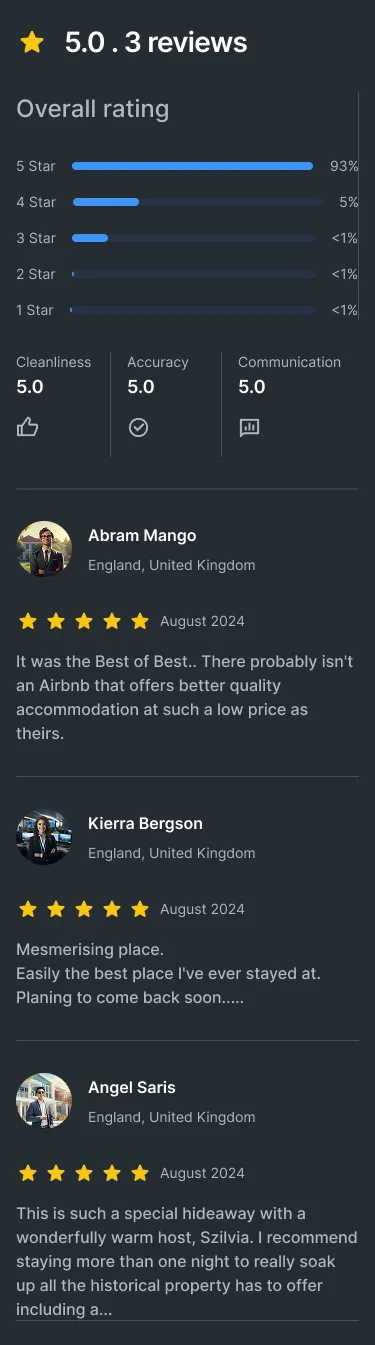 5.0 . 3 reviews
Overall rating
5 Star 93%
4 Star 5%
3 Star <1%
2 Star <1%
1 Star <1%
Cleanliness Accuracy Communication
5.0 5.0 5.0
Abram Mango
England, United Kingdom
August 2024
It was the Best of Best.. There probably isn't
an Airbnb that offers better quality
accommodation at such a low price as
theirs.
Kierra Bergson
England, United Kingdom
August 2024
Mesmerising place.
Easily the best place I've ever stayed at.
Planing to come back soon.....
Angel Saris
England, United Kingdom
August 2024
This is such a special hideaway with a
wonderfully warm host, Szilvia. I recommend
staying more than one night to really soak
up all the historical property has to offer
including a...